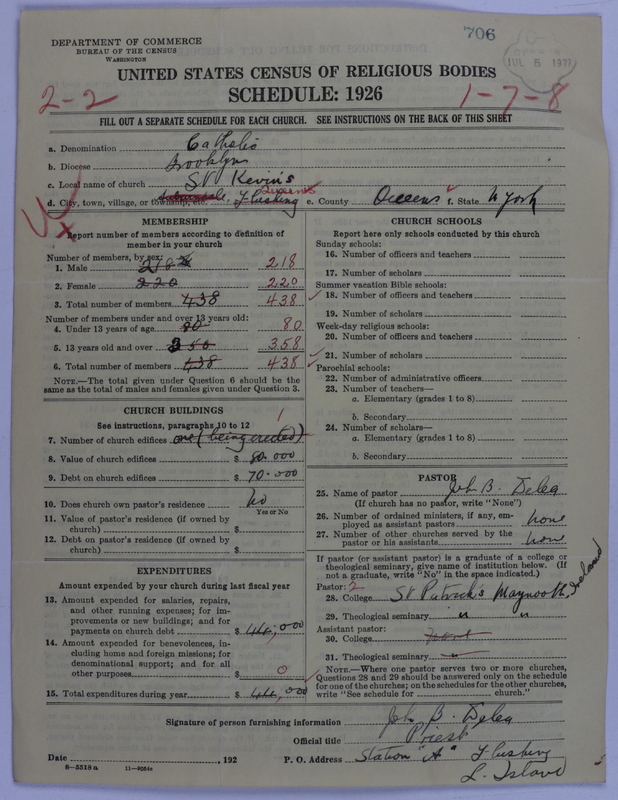 706
DEPARTMENT OF COMMERCE
BUREAU OF THE CENSUS
WASHINGTON
UNITED STATES CENSUS OF RELIGIOUS BODIES
SCHEDULE: 1926
2-2
1-7-8
FILL OUT A SEPARATE SCHEDULE FOR EACH CHURCH. SEE INSTRUCTIONS ON THE BACK OF THIS SHEET
a. Denomination Catholic
b. Diocese Brooklyn
c. Local name of church St Kevin's
d. City, town, village, or township, etc. Flushing Queens e. County Queens f. State N York
MEMBERSHIP
Report number of members according to definition of
member in your church
Number of members, by sex:
1. Male 218 218
2. Female 220 220
3. Total number of members 438 438
Number of members under and over 13 years old:
4. Under 13 years of age 80 80
5. 13 years old and over 350 358
6. Total number of members 438 438
NOTE.—The total given under Question 6 should be
same as the total of males and females given under Question 3.
CHURCH BUILDINGS
See instructions, paragraphs 10 to 12
7. Number of church edifices one (being erected) 1
8. Value of church edifices $ 80.000
9. Debt on church edifices $ 70.000
10. Does church own pastor's residence No
Yes or No
11. Value of pastor's residence (if owned by
church) $
12. Debt on pastor's residence (if owned by
church) $
EXPENDITURES
Amount expended by your church during last fiscal year
13. Amount expended for salaries, repairs,
and other running expenses; for im-
provements or new buildings; and for
payments on church debt $ 44,000
14. Amount expended for benevolences, in-
cluding home and foreign missions; for
denominational support; and for all
other purposes $ 0
15. Total expenditures during year $ 44,000
CHURCH SCHOOLS
Report here only schools conducted by this church
Sunday schools:
16. Number of officers and teachers
17. Number of scholars
Summer vacation Bible schools:
18. Number of officers and teachers
19. Number of scholars
Week-day religious schools:
20. Number of officers and teachers
21. Number of scholars
Parochial schools:
22. Number of administrative officers
23. Number of teachers—
a. Elementary (grades 1 to 8)
b. Secondary
24. Number of scholars—
a. Elementary (grades 1 to 8)
b. Secondary
PASTOR
25. Name of pastor John B. Delea
(If church has no pastor, write "None")
26. Number of ordained ministers, if any, em-
ployed as assistant pastors none
27. Number of other churches served by the
pastor or his assistants none
If pastor (or assistant pastor) is a graduate of a college or
theological seminary, give name of institution below. (If
not a graduate, write "No" in the space indicated.)
Pastor: 2
28. College St Patrick's Maynooth, Ireland
29. Theological seminary " "
Assistant pastor:
30. College
31. Theological seminary "
NOTE.—Where one pastor serves two or more churches,
Questions 28 and 29 should be answered only on the schedule
for one of the churches; on the schedules for the other churches,
write "See schedule for church."
Signature of person furnishing information John B. Delea
Official title Priest
Date , 192 P. O. Address Station "A" Flushing
L. Island
8-5518a 11-9554c